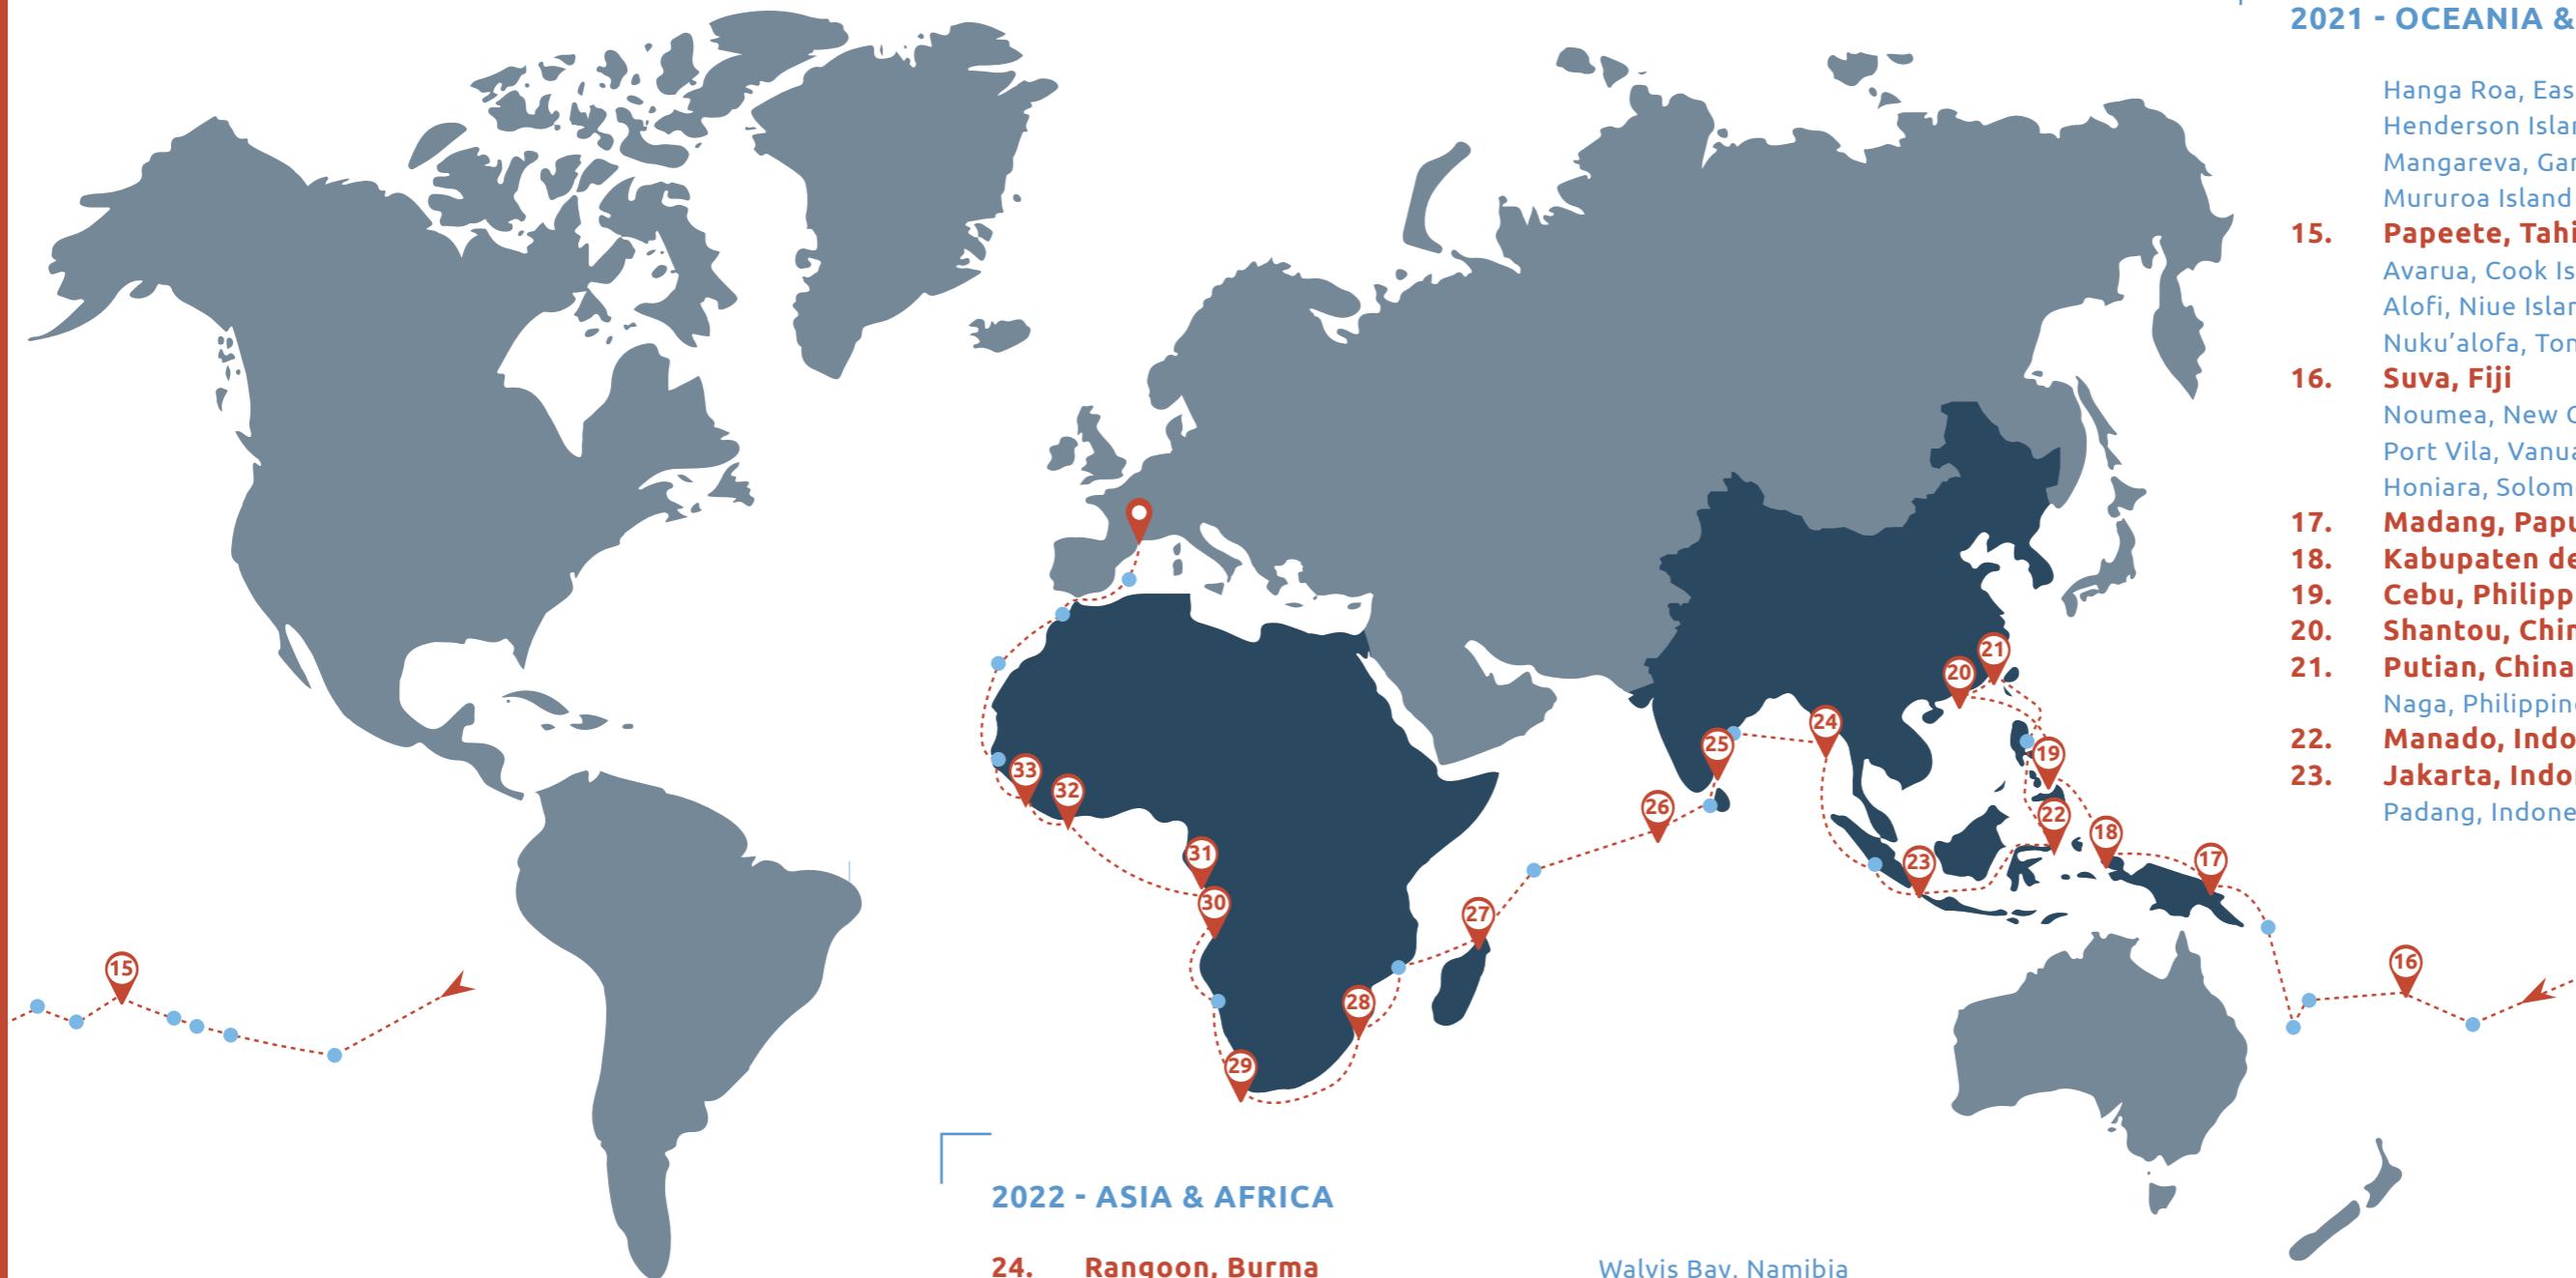 2021 - OCEANIA &
Hanga Roa, Eas
Henderson Islan
Mangareva, Gam
Mururoa Island
15. Papeete, Tahi
Avarua, Cook Is
Alofi, Niue Islan
Nuku'alofa, Ton
16. Suva, Fiji
Noumea, New C
Port Vila, Vanua
Honiara, Solom
17. Madang, Papu
18. Kabupaten de
19. Cebu, Philipp
20. Shantou, Chin
21. Putian, China
Naga, Philippin
22. Manado, Indo
23. Jakarta, Indo
Padang, Indone
21
20
24
25
19
33
32
26
22
18
31
23
17
30
27
15
16
28
29
2022 - ASIA & AFRICA
24. Rangoon, Burma
Walvis Bay, Namibia